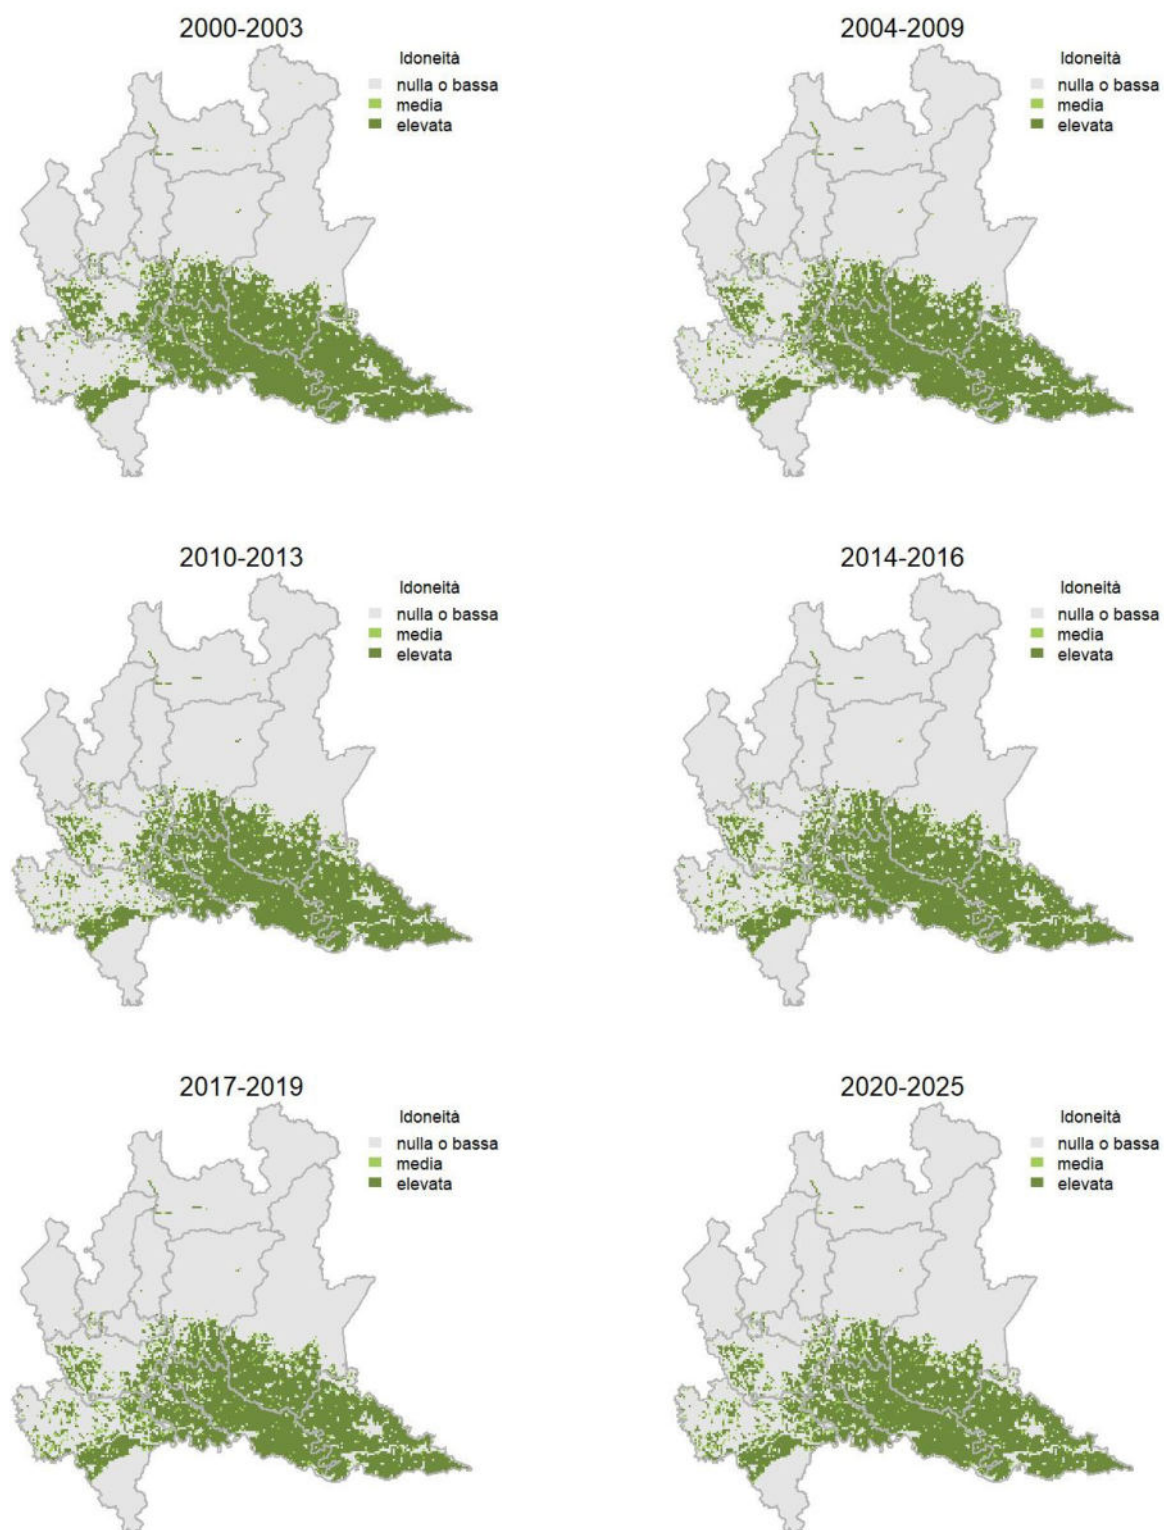 2000-2003
Idoneità
nulla o bassa
media
elevata
2004-2009
Idoneità
nulla o bassa
media
elevata
2010-2013
Idoneità
nulla o bassa
media
elevata
2014-2016
Idoneità
nulla o bassa
media
elevata
2017-2019
Idoneità
nulla o bassa
media
elevata
2020-2025
Idoneità
nulla o bassa
media
elevata